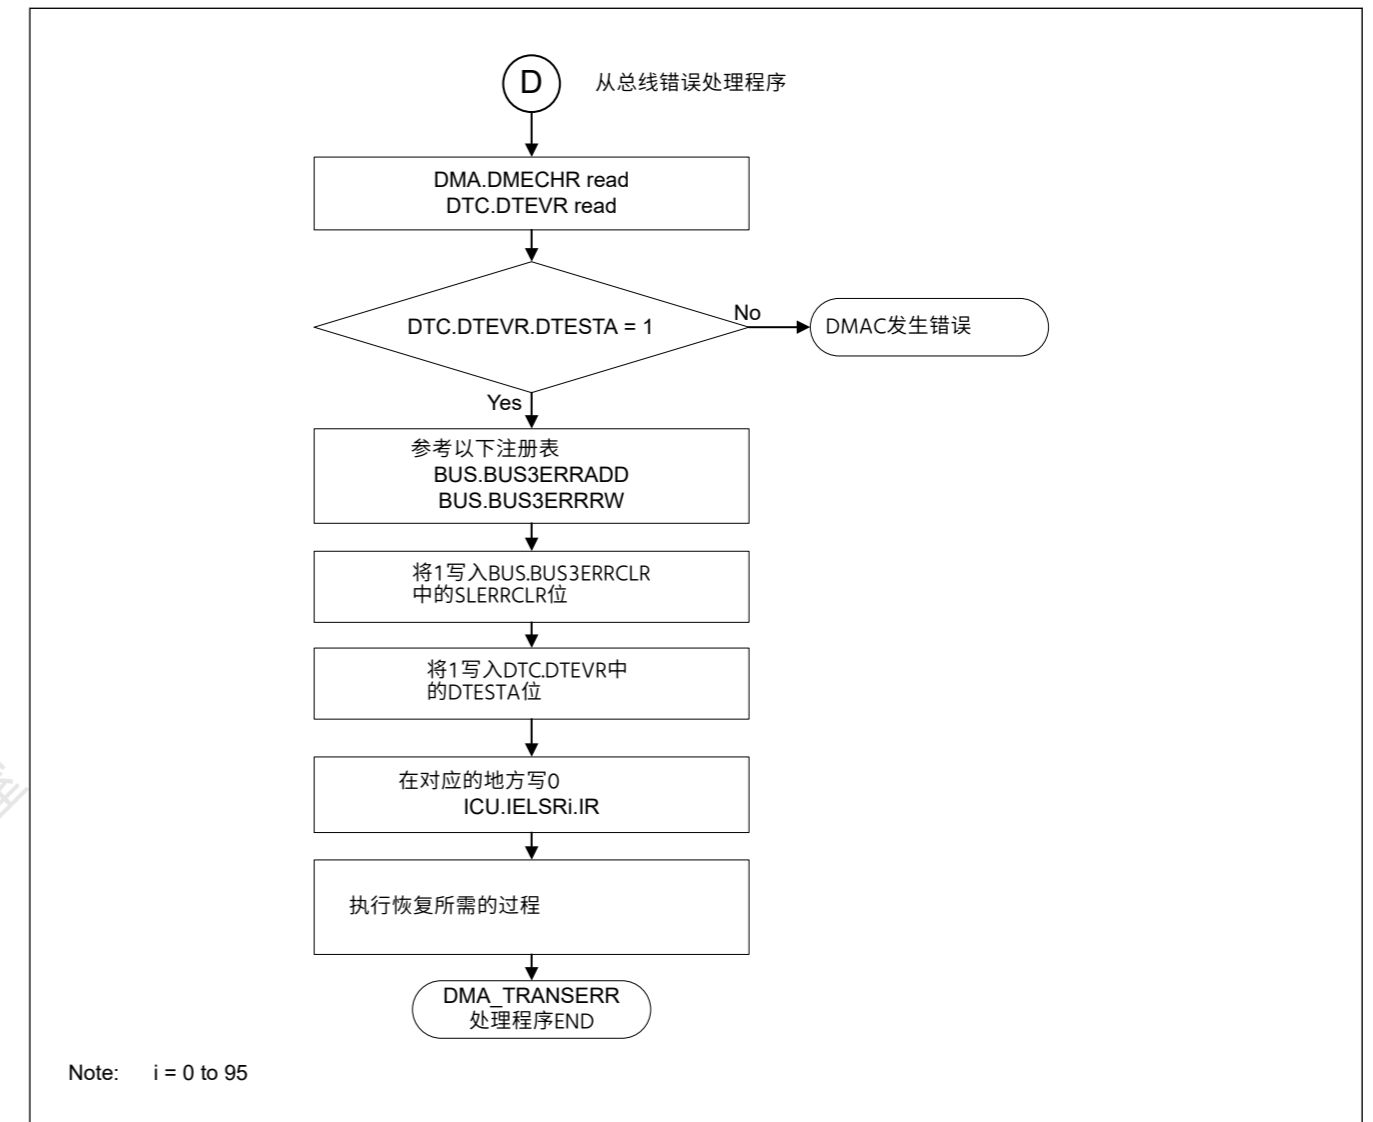 D
从总线错误处理程序
DMA.DMECHR read
DTC.DTEVR read
DTC.DTEVR.DTESTA = 1
No
DMAC发生错误
Yes
参考以下注册表
BUS.BUS3ERRADD
BUS.BUS3ERRRW
将1写入BUS.BUS3ERRCLR
中的SLERRCLR位
将1写入DTC.DTEVR中
的DTESTA位
在对应的地方写0
ICU.IELSRi.IR
执行恢复所需的过程
DMA_TRANSERR
处理程序END
Note: i = 0 to 95